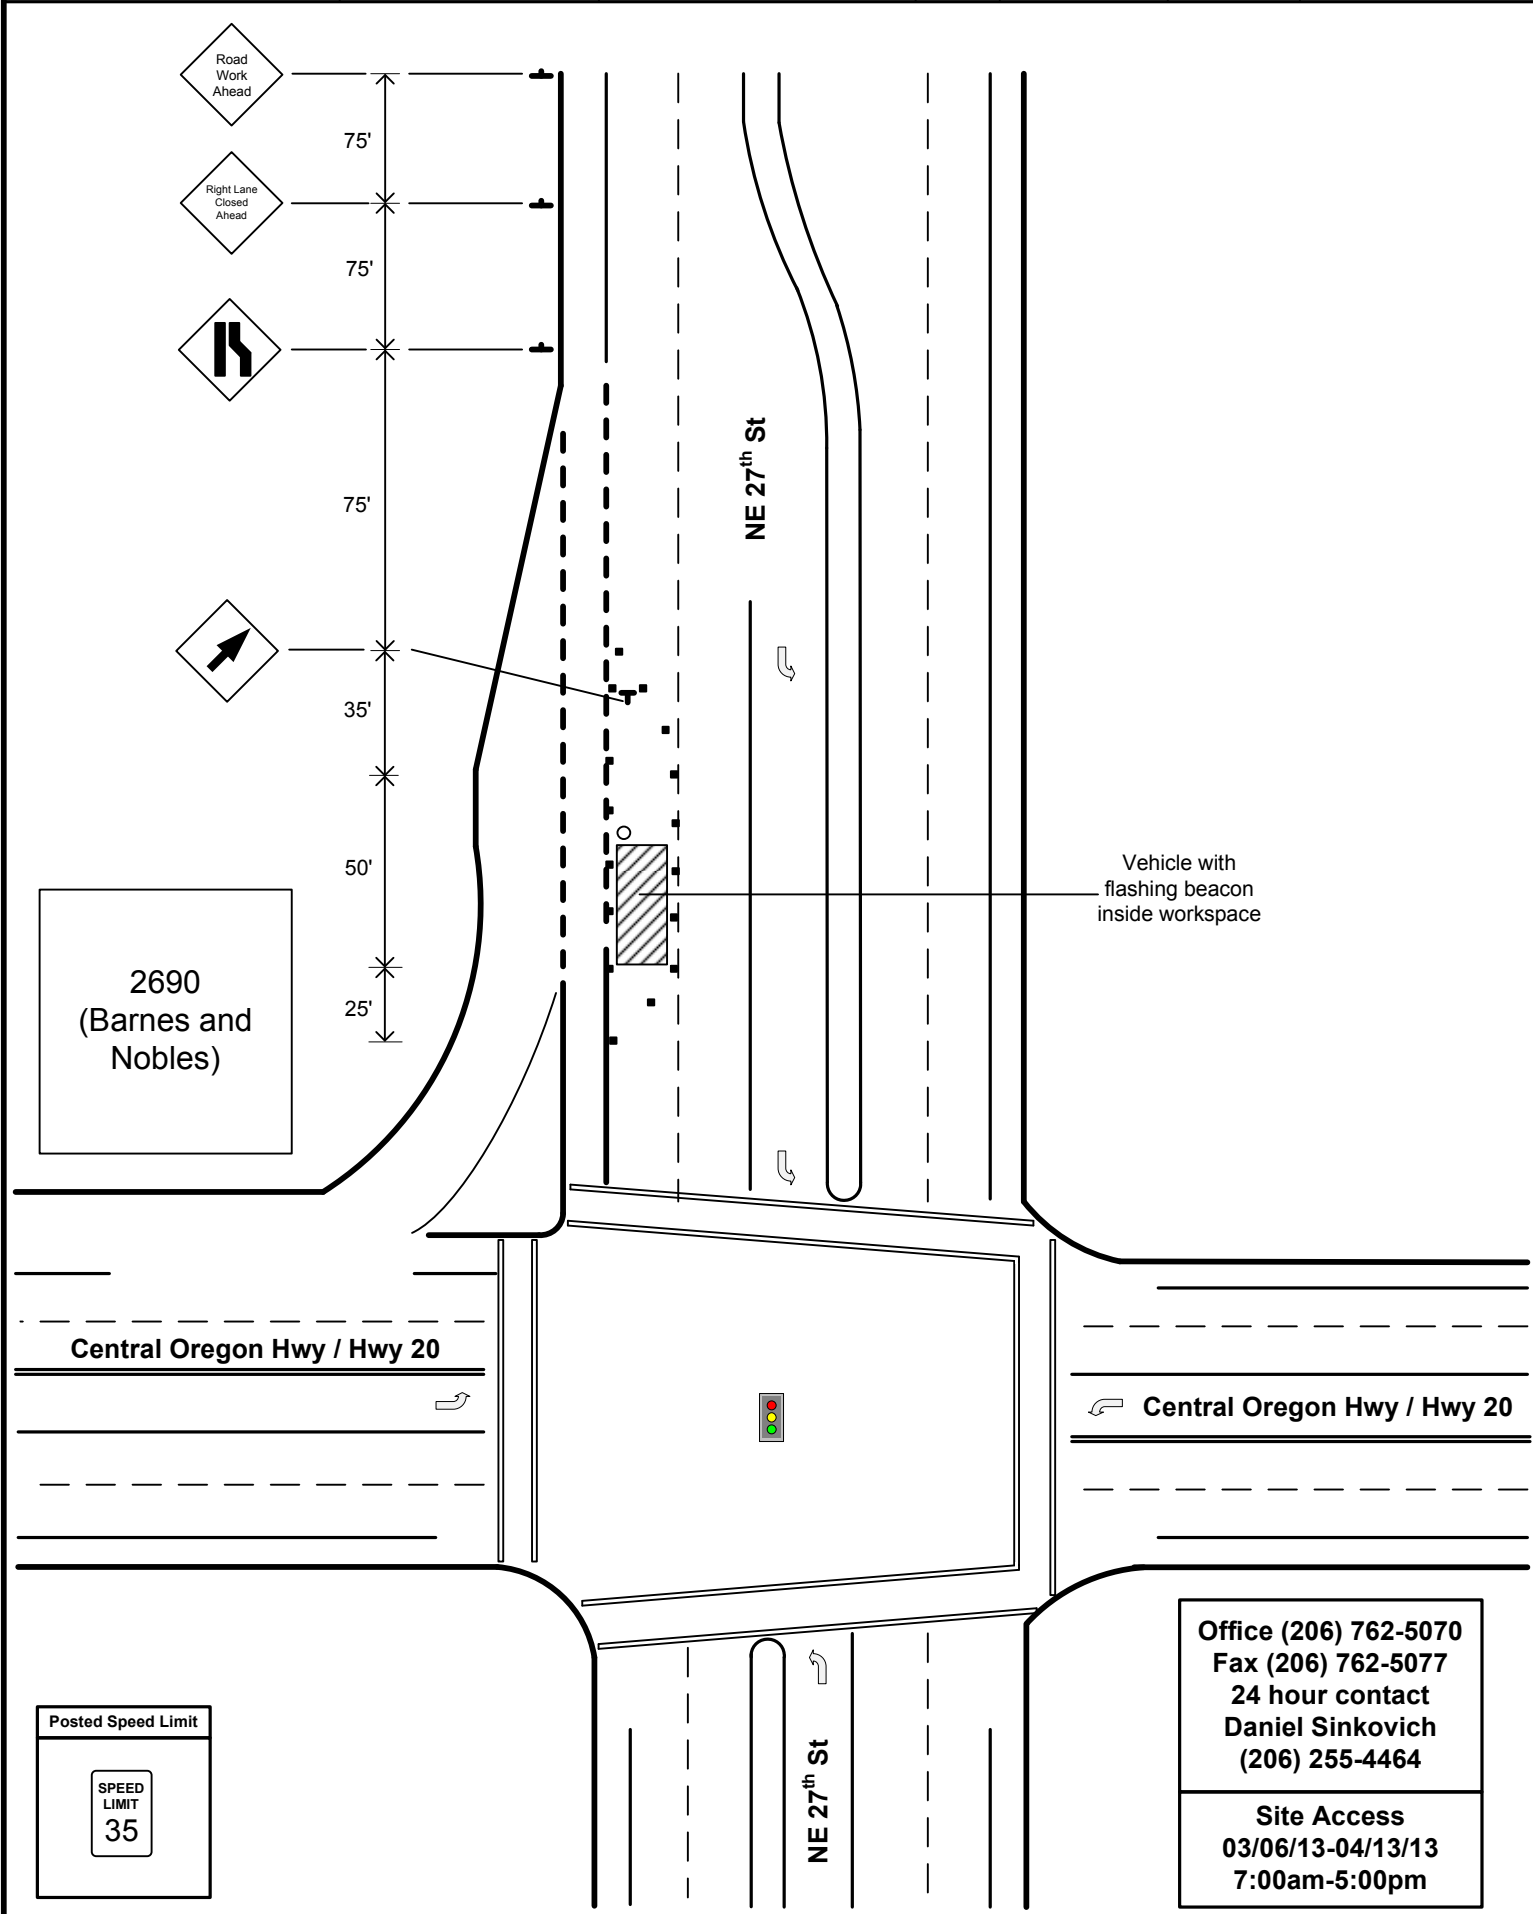 Road
Work
Ahead
75'
Right Lane
Closed
Ahead
75'
75'
NE 27th St
35'
50'
Vehicle with
flashing beacon
inside workspace
2690
(Barnes and
Nobles)
25'
Central Oregon Hwy / Hwy 20
Central Oregon Hwy / Hwy 20
NE 27th St
Posted Speed Limit
SPEED
LIMIT
35
Office (206) 762-5070
Fax (206) 762-5077
24 hour contact
Daniel Sinkovich
(206) 255-4464
Site Access
03/06/13-04/13/13
7:00am-5:00pm